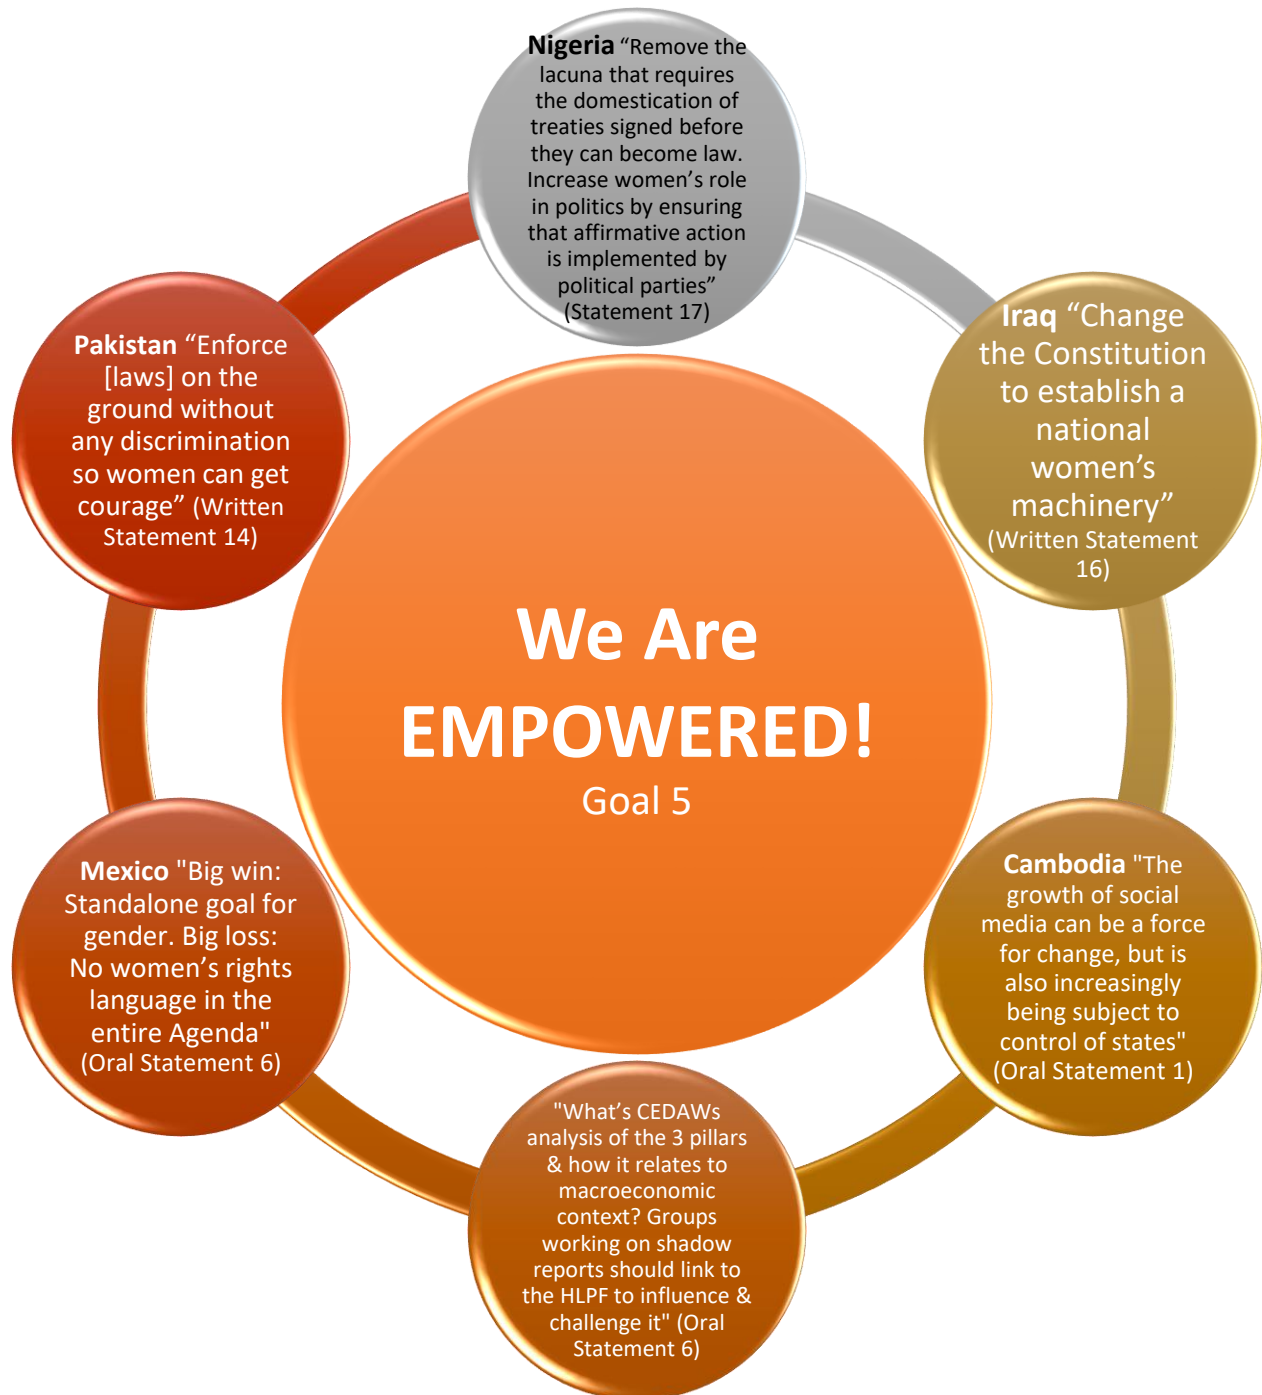 Nigeria “Remove the
lacuna that requires
the domestication of
treaties signed before
they can become law.
Increase women’s role
in politics by ensuring
that affirmative action
is implemented by
political parties”
(Statement 17)
Iraq “Change
the Constitution
to establish a
national
women’s
machinery”
(Written Statement
16)
Cambodia "The
growth of social
media can be a force
for change, but is
also increasingly
being subject to
control of states"
(Oral Statement 1)
"What’s CEDAWs
analysis of the 3 pillars
& how it relates to
macroeconomic
context? Groups
working on shadow
reports should link to
the HLPF to influence &
challenge it" (Oral
Statement 6)
Mexico "Big win:
Standalone goal for
gender. Big loss:
No women’s rights
language in the
entire Agenda"
(Oral Statement 6)
Pakistan “Enforce
[laws] on the
ground without
any discrimination
so women can get
courage” (Written
Statement 14)
We Are
EMPOWERED!
Goal 5